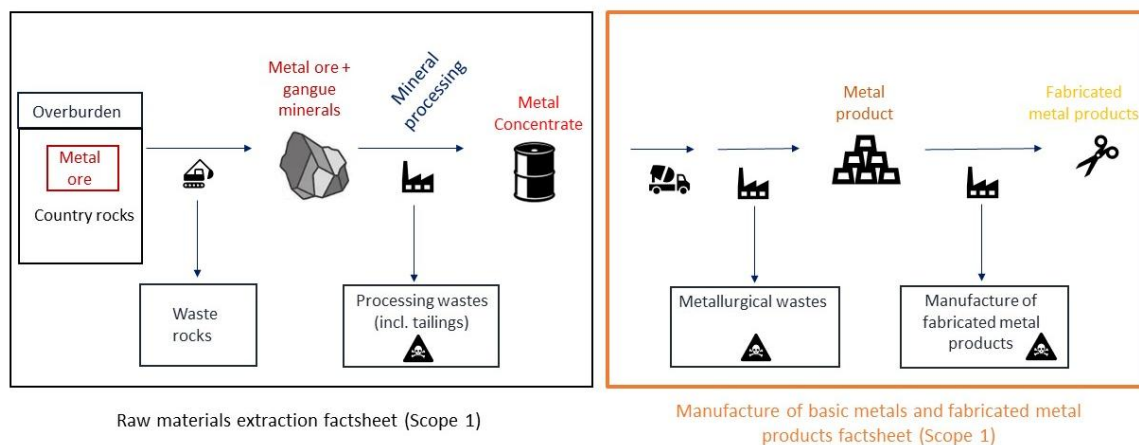 Overburden
Metal
ore
Country rocks
Metal ore +
gangue
minerals
Mineral
processing
Metal
Concentrate
Waste
rocks
Processing wastes
(incl. tailings)
Raw materials extraction factsheet (Scope 1)
Metal
product
Fabricated
metal products
Metallurgical wastes
Manufacture of
fabricated metal
products
Manufacture of basic metals and fabricated metal
products factsheet (Scope 1)